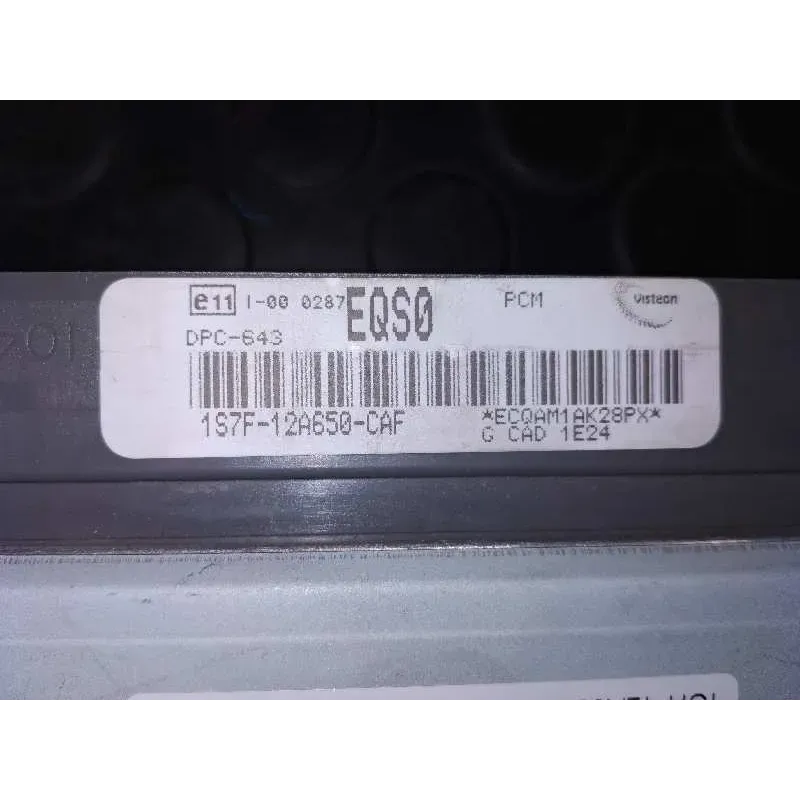 e11 I-00 0287 EQS0 PCM Visteon
DPC-643
1S7F-12A650-CAF *ECQAM1AK28PX*
G CAD 1E24